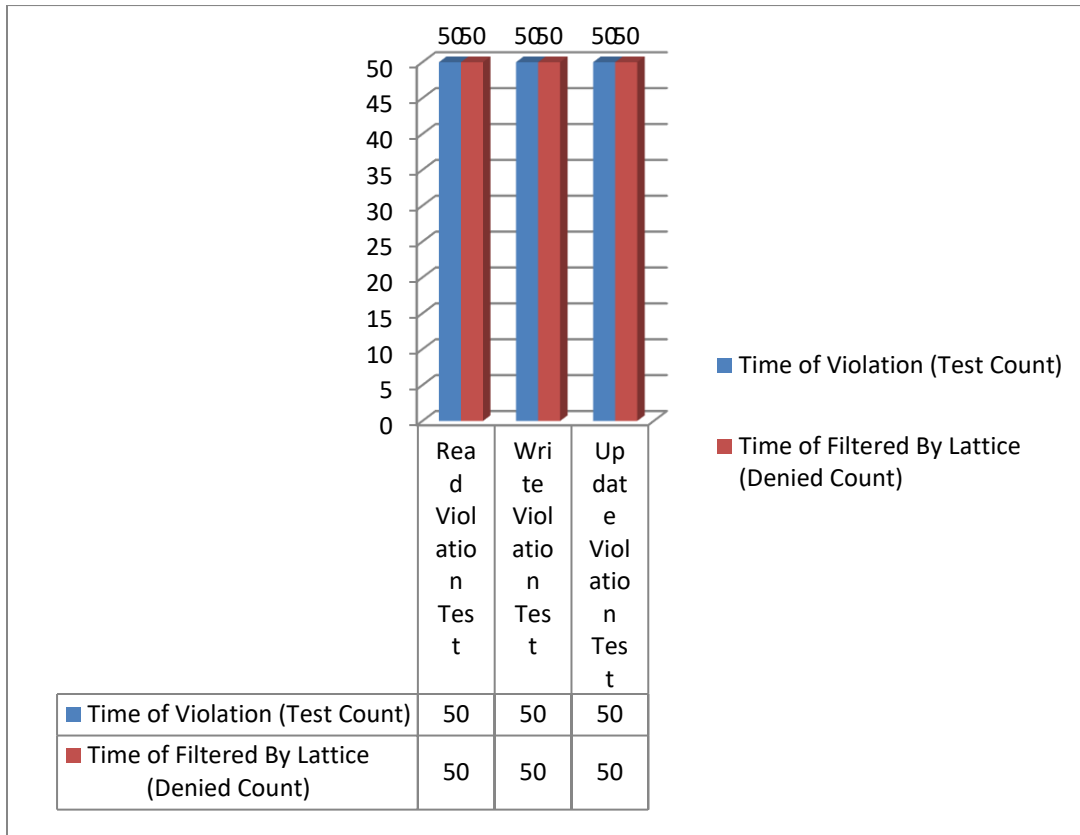 5050 5050 5050
50
45
40
35
30
25
20
15
10
5
0
Time of Violation (Test Count)
Time of Filtered By Lattice
(Denied Count)
Rea
d
Viol
atio
n
Tes
t
Wri
te
Viol
atio
n
Tes
t
Up
dat
e
Viol
atio
n
Tes
t
Time of Violation (Test Count) 50 50 50
Time of Filtered By Lattice
(Denied Count) 50 50 50